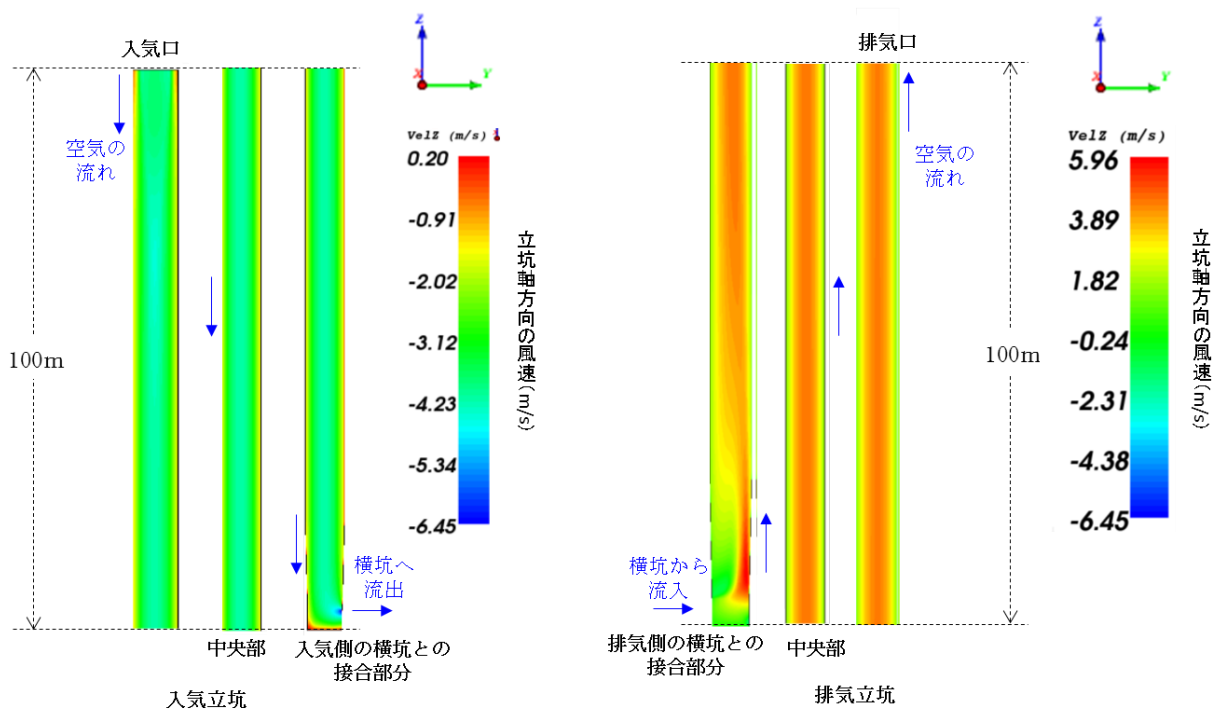 入気口
Z
X
Y
空気の
流れ
100m
VelZ (m/s)
0.20
-0.91
-2.02
-3.12
-4.23
-5.34
-6.45
立坑軸方向の風速(m/s)
横坑へ
流出
中央部
入気側の横坑との
接合部分
入気立坑
排気口
Z
X
Y
空気の
流れ
100m
VelZ (m/s)
5.96
3.89
1.82
-0.24
-2.31
-4.38
-6.45
立坑軸方向の風速(m/s)
横坑から
流入
排気側の横坑との
接合部分
中央部
排気立坑